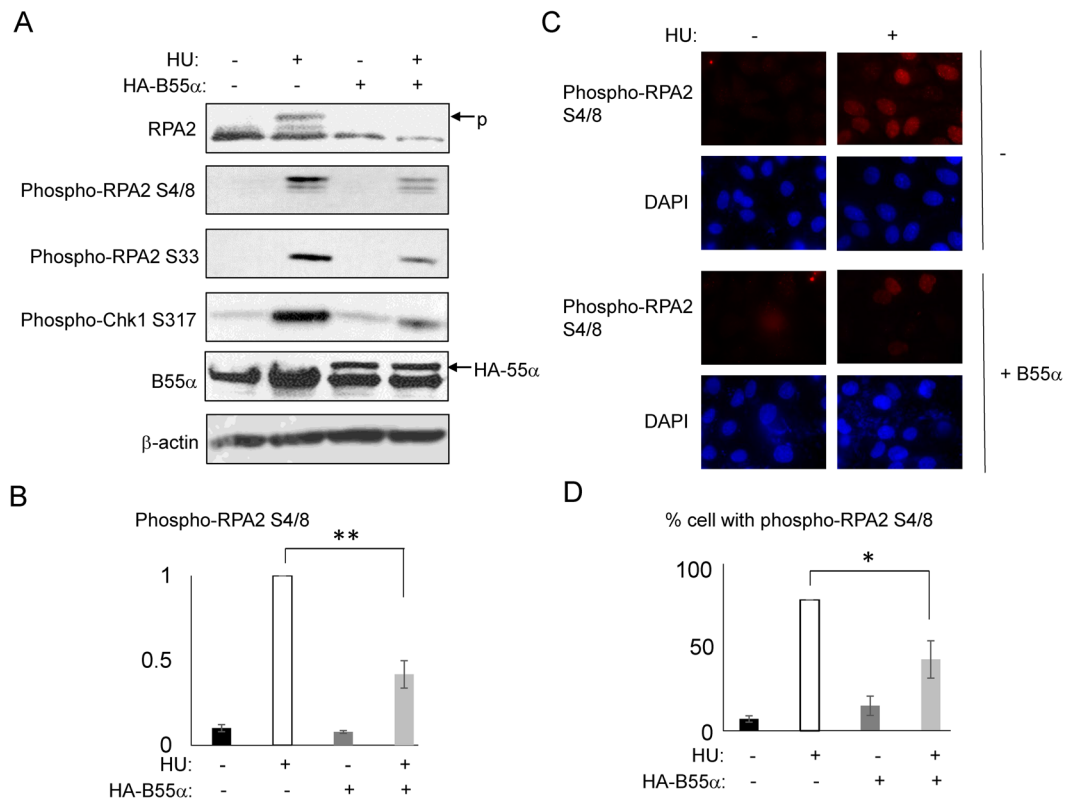 A
HU: - + - +
HA-B55α: - - + +
RPA2
p
Phospho-RPA2 S4/8
Phospho-RPA2 S33
Phospho-Chk1 S317
B55α
HA-55α
β-actin
B
Phospho-RPA2 S4/8
**
1
0.5
0
HU: - + - +
HA-B55α: - - + +
C
HU: - +
Phospho-RPA2
S4/8
-
DAPI
Phospho-RPA2
S4/8
+ B55α
DAPI
D
% cell with phospho-RPA2 S4/8
*
100
50
0
HU: - + - +
HA-B55α: - - + +